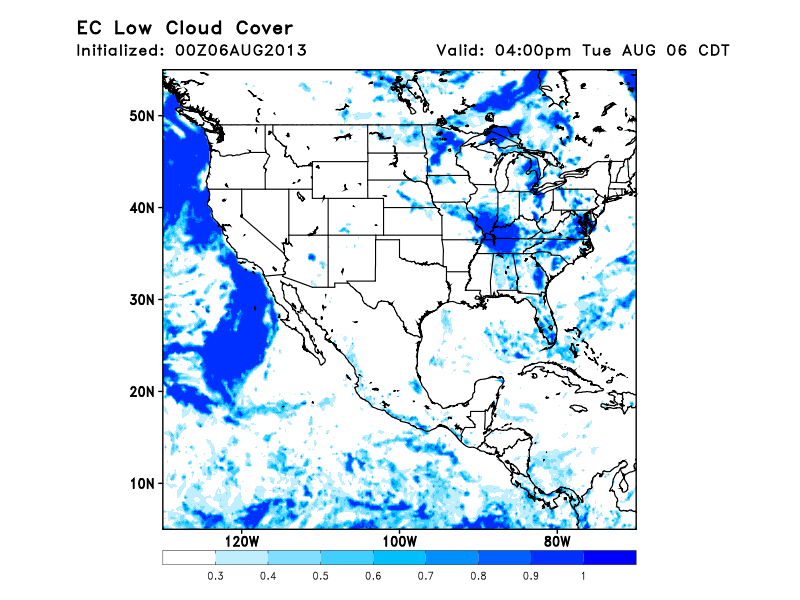 EC Low Cloud Cover
Initialized: 00Z06AUG2013 Valid: 04:00pm Tue AUG 06 CDT
50N
40N
30N
20N
10N
120W 100W 80W
0.3 0.4 0.5 0.6 0.7 0.8 0.9 1